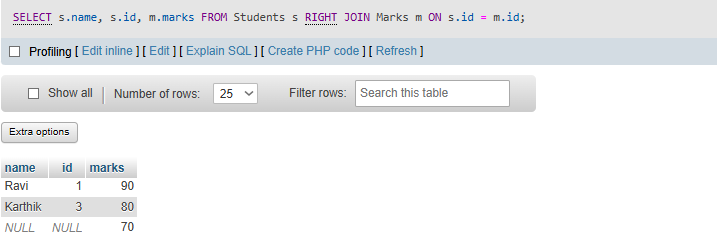 SELECT s.name, s.id, m.marks FROM Students s RIGHT JOIN Marks m ON s.id = m.id;
Profiling [ Edit inline ] [ Edit ] [ Explain SQL ] [ Create PHP code ] [ Refresh ]
Show all Number of rows: 25 Filter rows: Search this table
Extra options
name id marks
Ravi 1 90
Karthik 3 80
NULL NULL 70